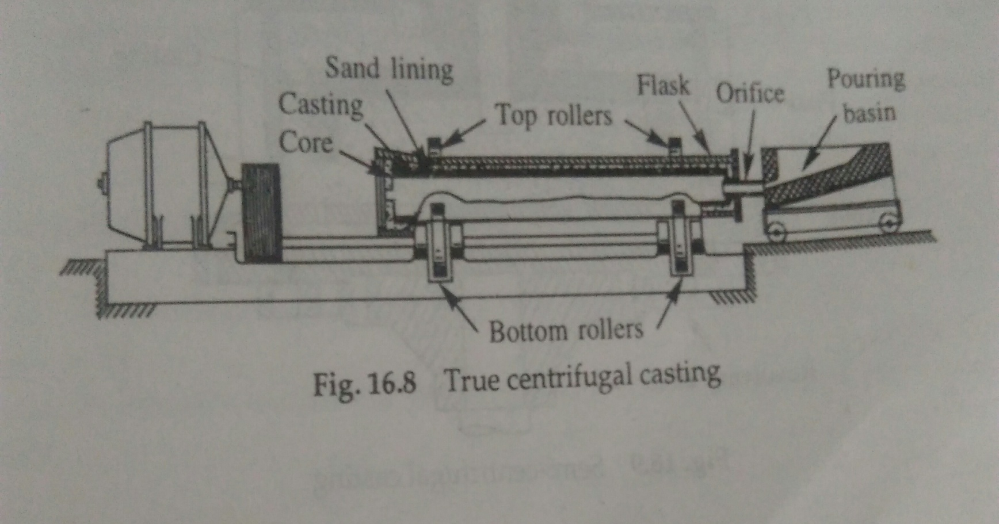 Sand lining
Casting
Core
Top rollers
Flask
Orifice
Pouring
basin
Bottom rollers
Fig. 16.8 True centrifugal casting